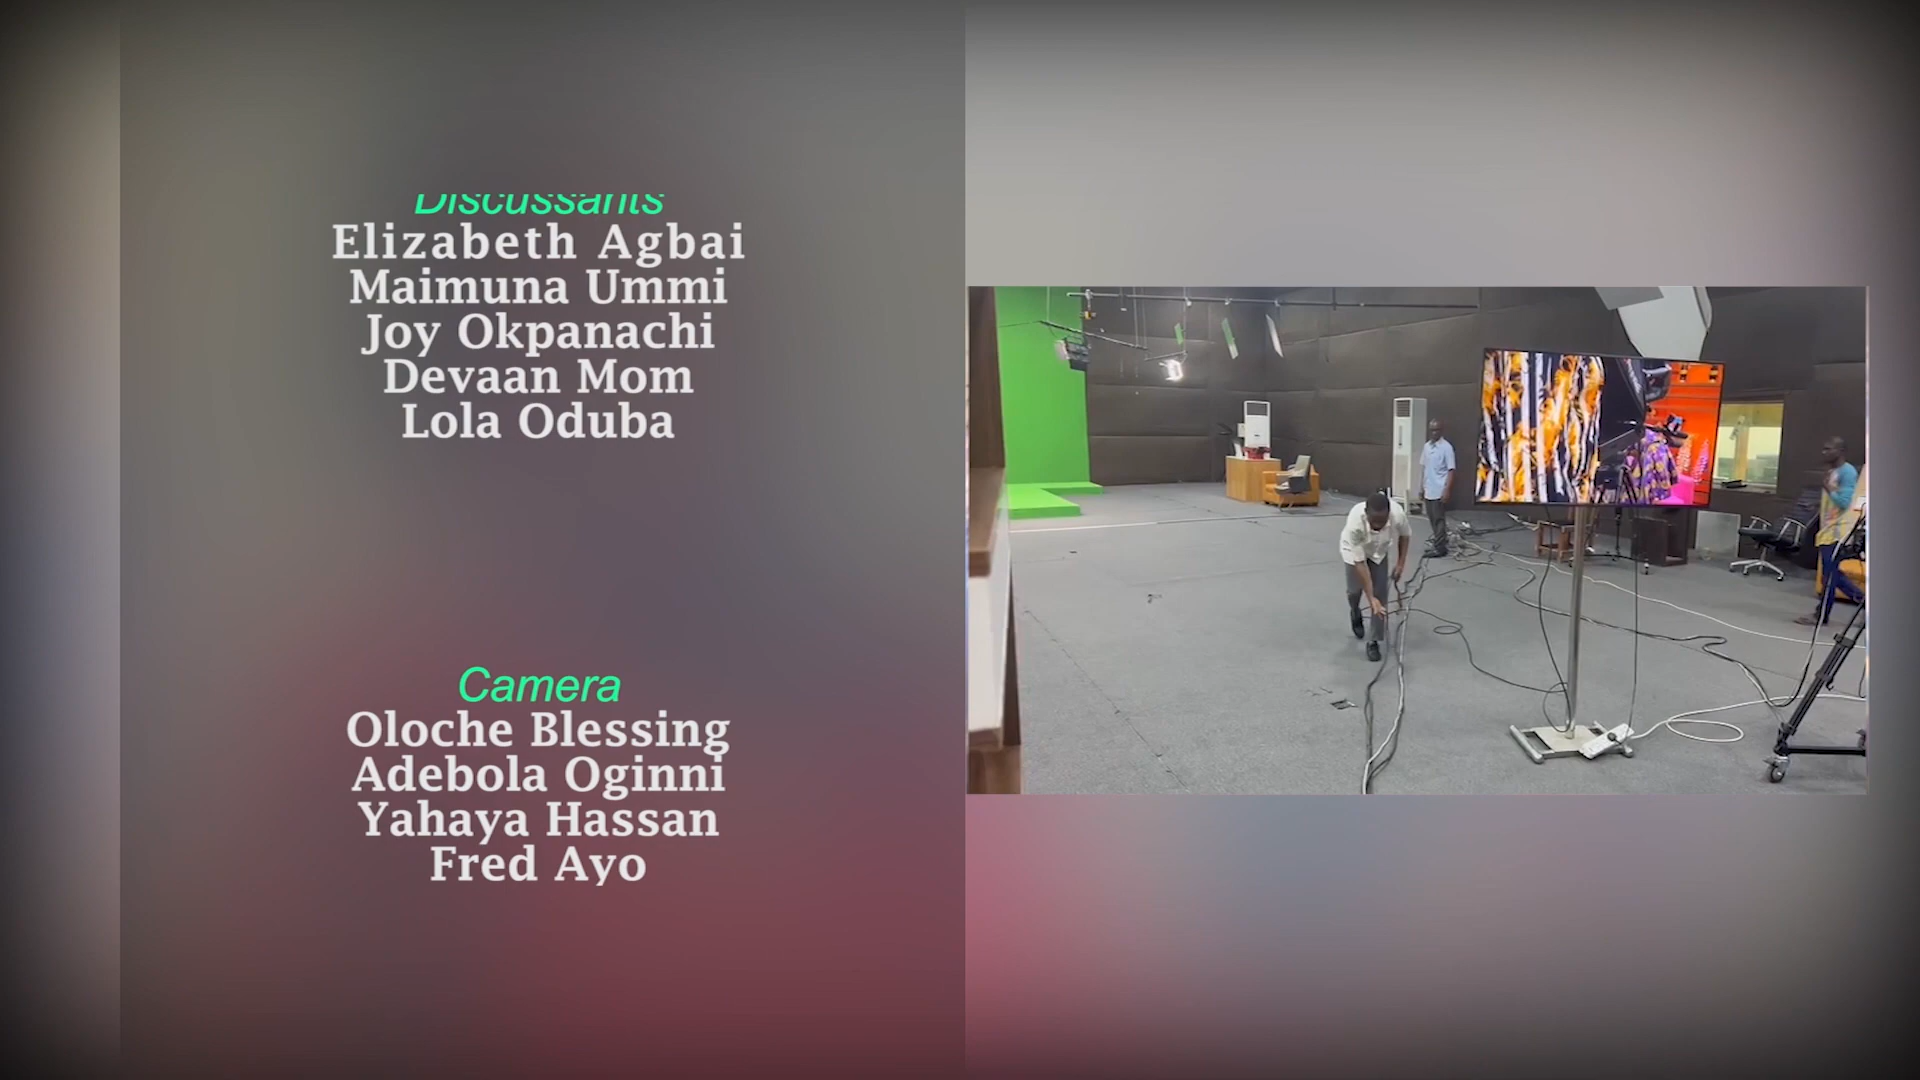 Discussants
Elizabeth Agbai
Maimuna Ummi
Joy Okpanachi
Devaan Mom
Lola Oduba
Camera
Oloche Blessing
Adebola Oginni
Yahaya Hassan
Fred Ayo